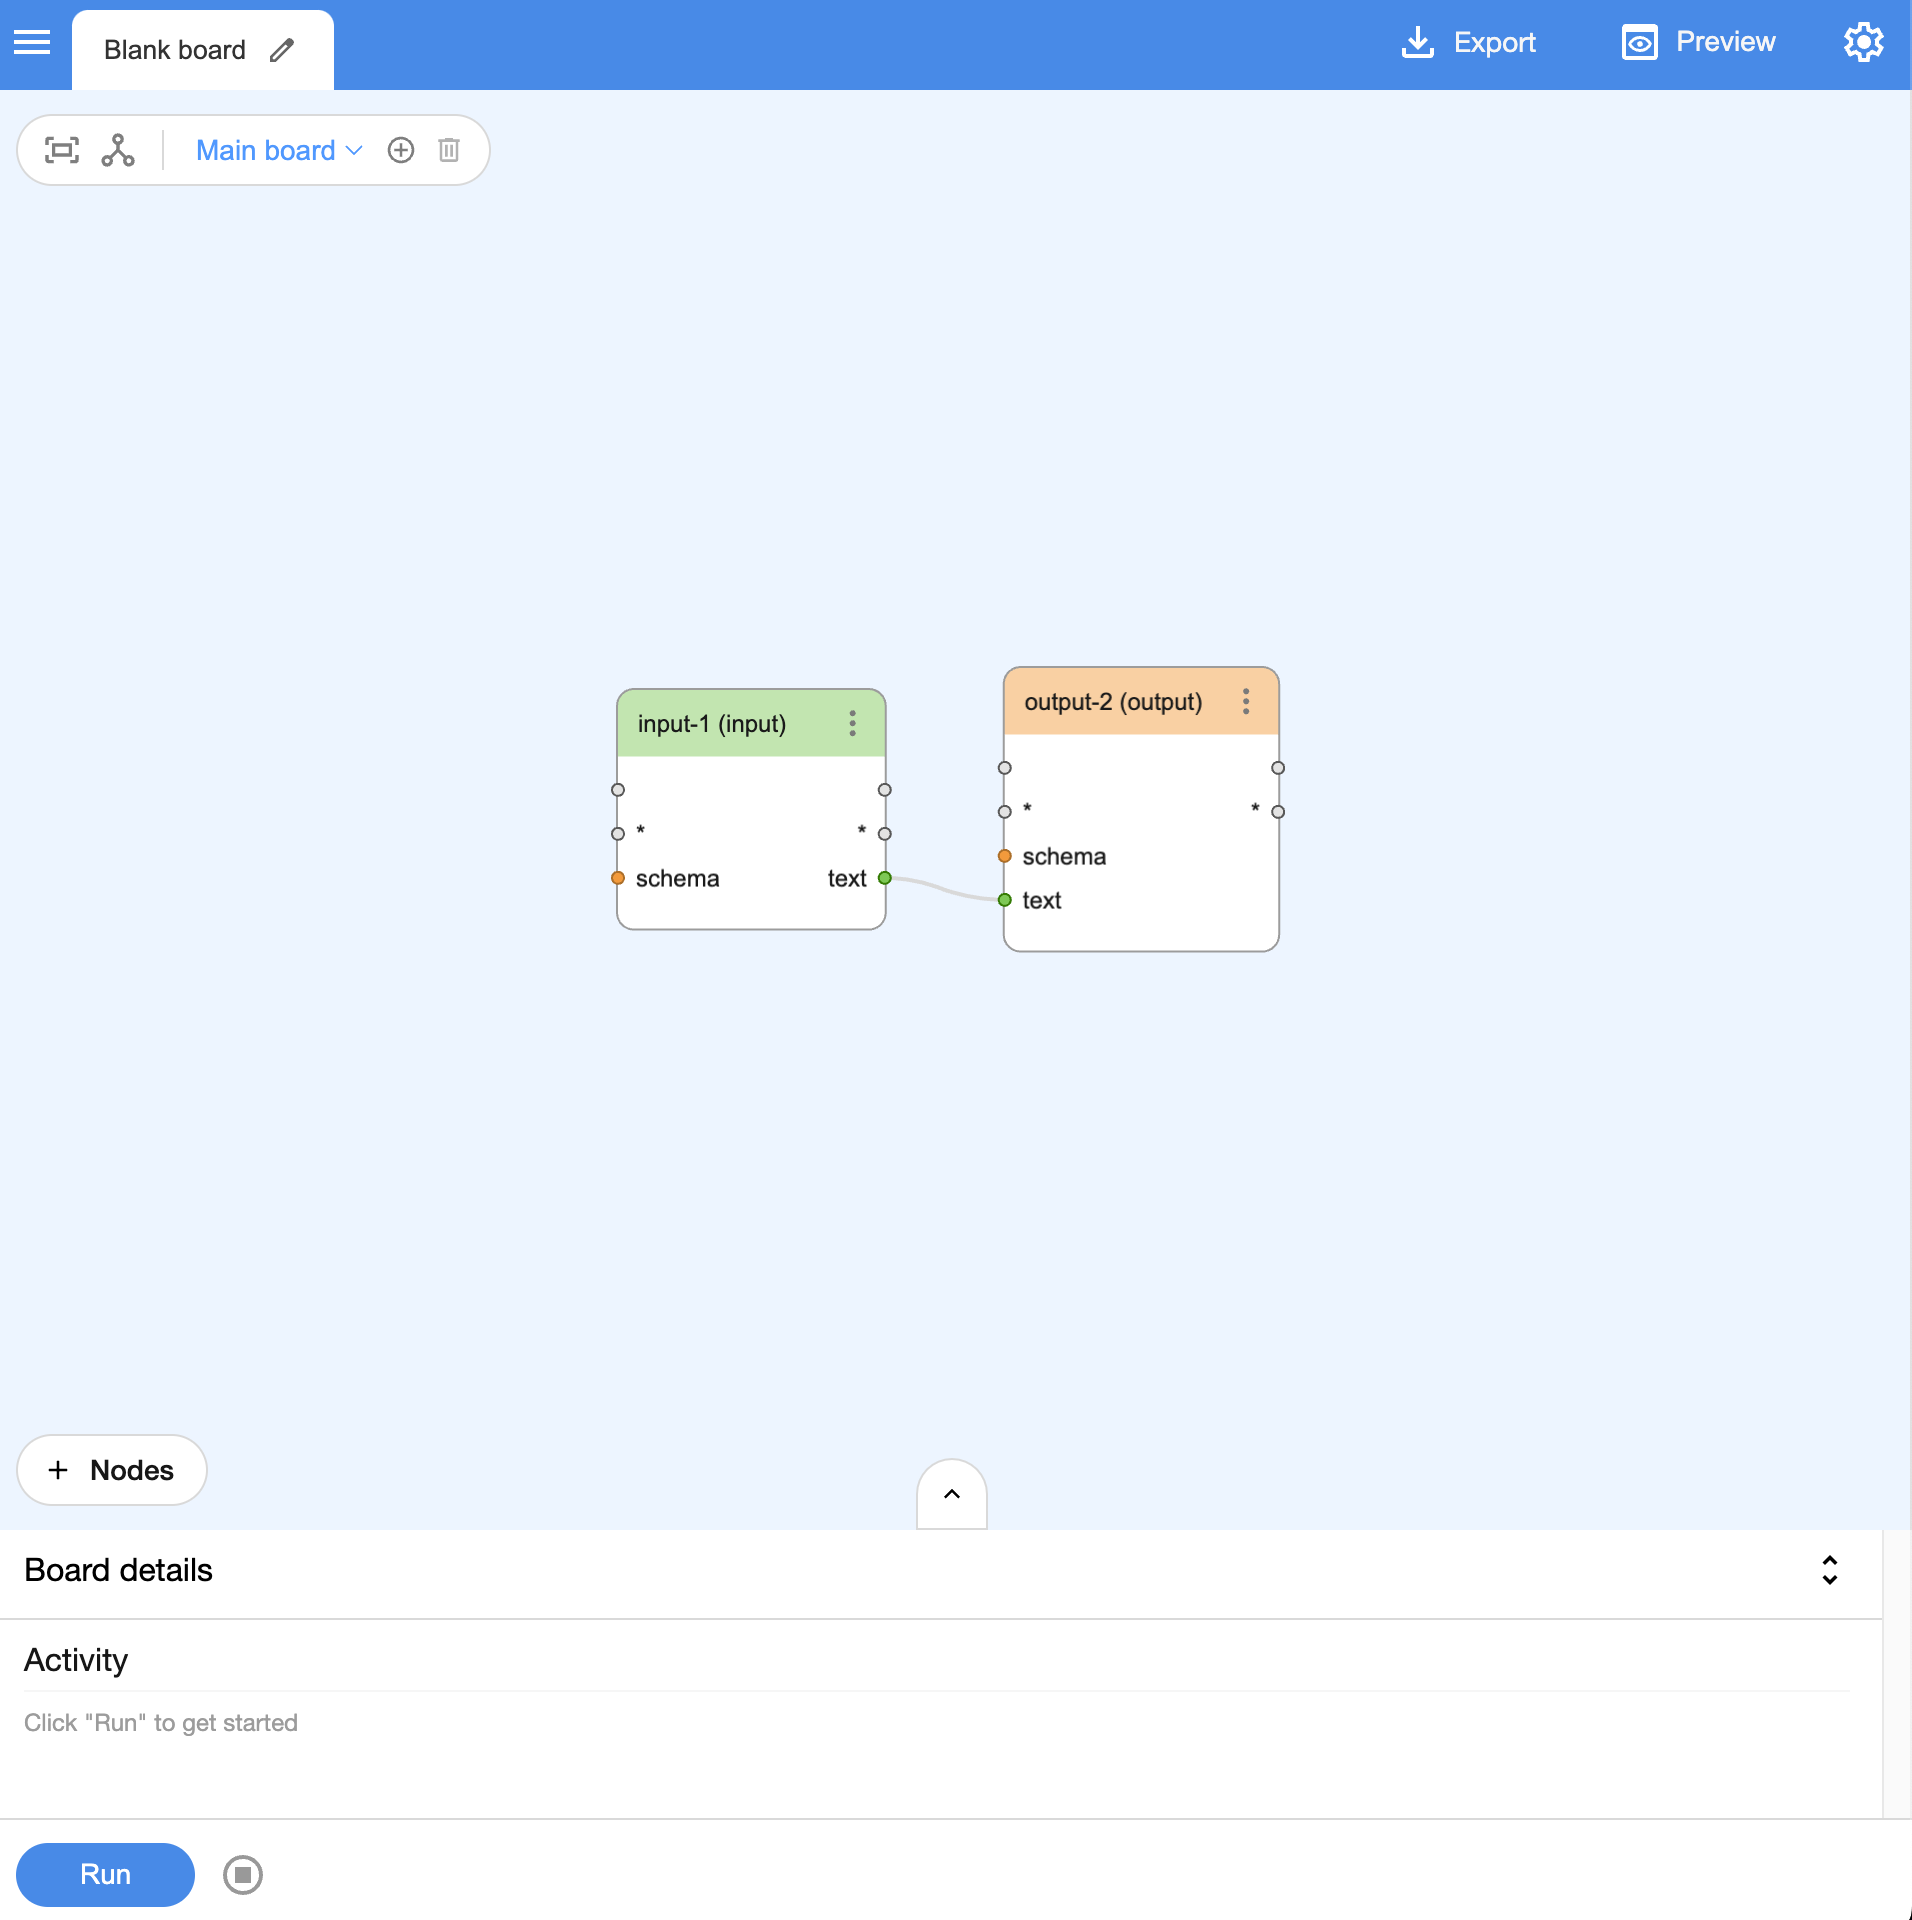 Blank board
Export
Preview
Main board
input-1 (input)
*
*
schema
text
output-2 (output)
*
*
schema
text
+ Nodes
Board details
Activity
Click "Run" to get started
Run